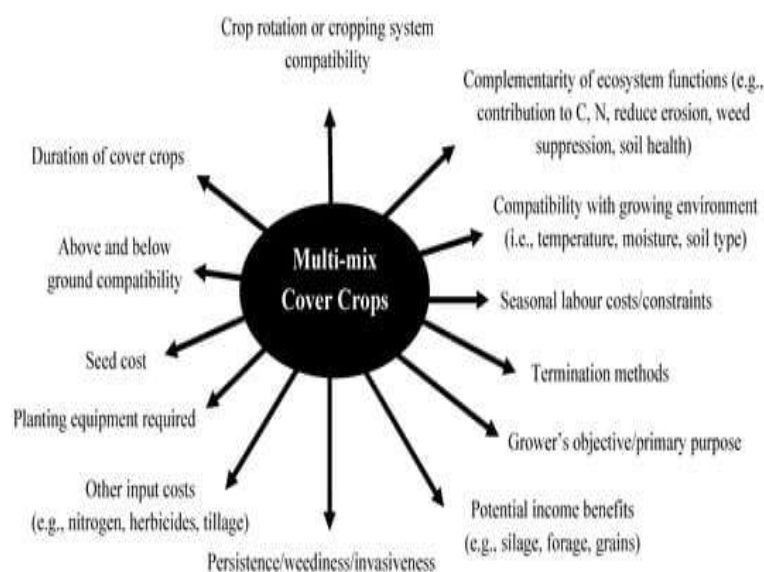 Crop rotation or cropping system
compatibility
Complementarity of ecosystem functions (e.g.,
contribution to C, N, reduce erosion, weed
suppression, soil health)
Duration of cover crops
Compatibility with growing environment
(i.e., temperature, moisture, soil type)
Above and below
ground compatibility
Multi-mix
Cover Crops
Seasonal labour costs/constraints
Seed cost
Termination methods
Planting equipment required
Grower's objective/primary purpose
Other input costs
(e.g., nitrogen, herbicides, tillage)
Potential income benefits
(e.g., silage, forage, grains)
Persistence/weediness/invasiveness